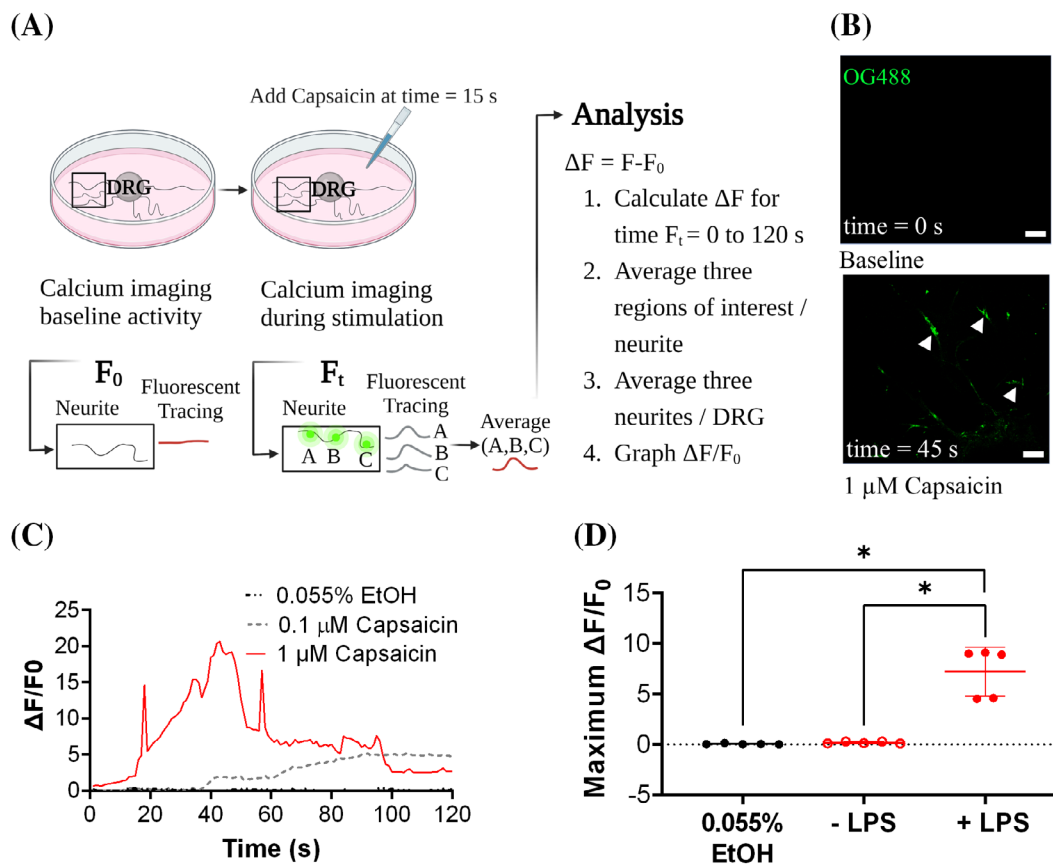 (A)
Add Capsaicin at time = 15 s
DRG
DRG
Calcium imaging
baseline activity
Calcium imaging
during stimulation
F₀
Neurite
Fluorescent
Tracing
Fₜ
Neurite
Fluorescent
Tracing
A
B
C
A
B
C
Average
(A,B,C)
Analysis
ΔF = F-F₀
1. Calculate ΔF for
time Fₜ = 0 to 120 s
2. Average three
regions of interest /
neurite
3. Average three
neurites / DRG
4. Graph ΔF/F₀
(B)
OG488
time = 0 s
Baseline
time = 45 s
1 µM Capsaicin
(C)
0.055% EtOH
0.1 µM Capsaicin
1 µM Capsaicin
ΔF/F0
25
20
15
10
5
0
0
20
40
60
80
100
120
Time (s)
(D)
*
*
Maximum ΔF/F₀
15
10
5
0
-5
0.055%
EtOH
- LPS
+ LPS